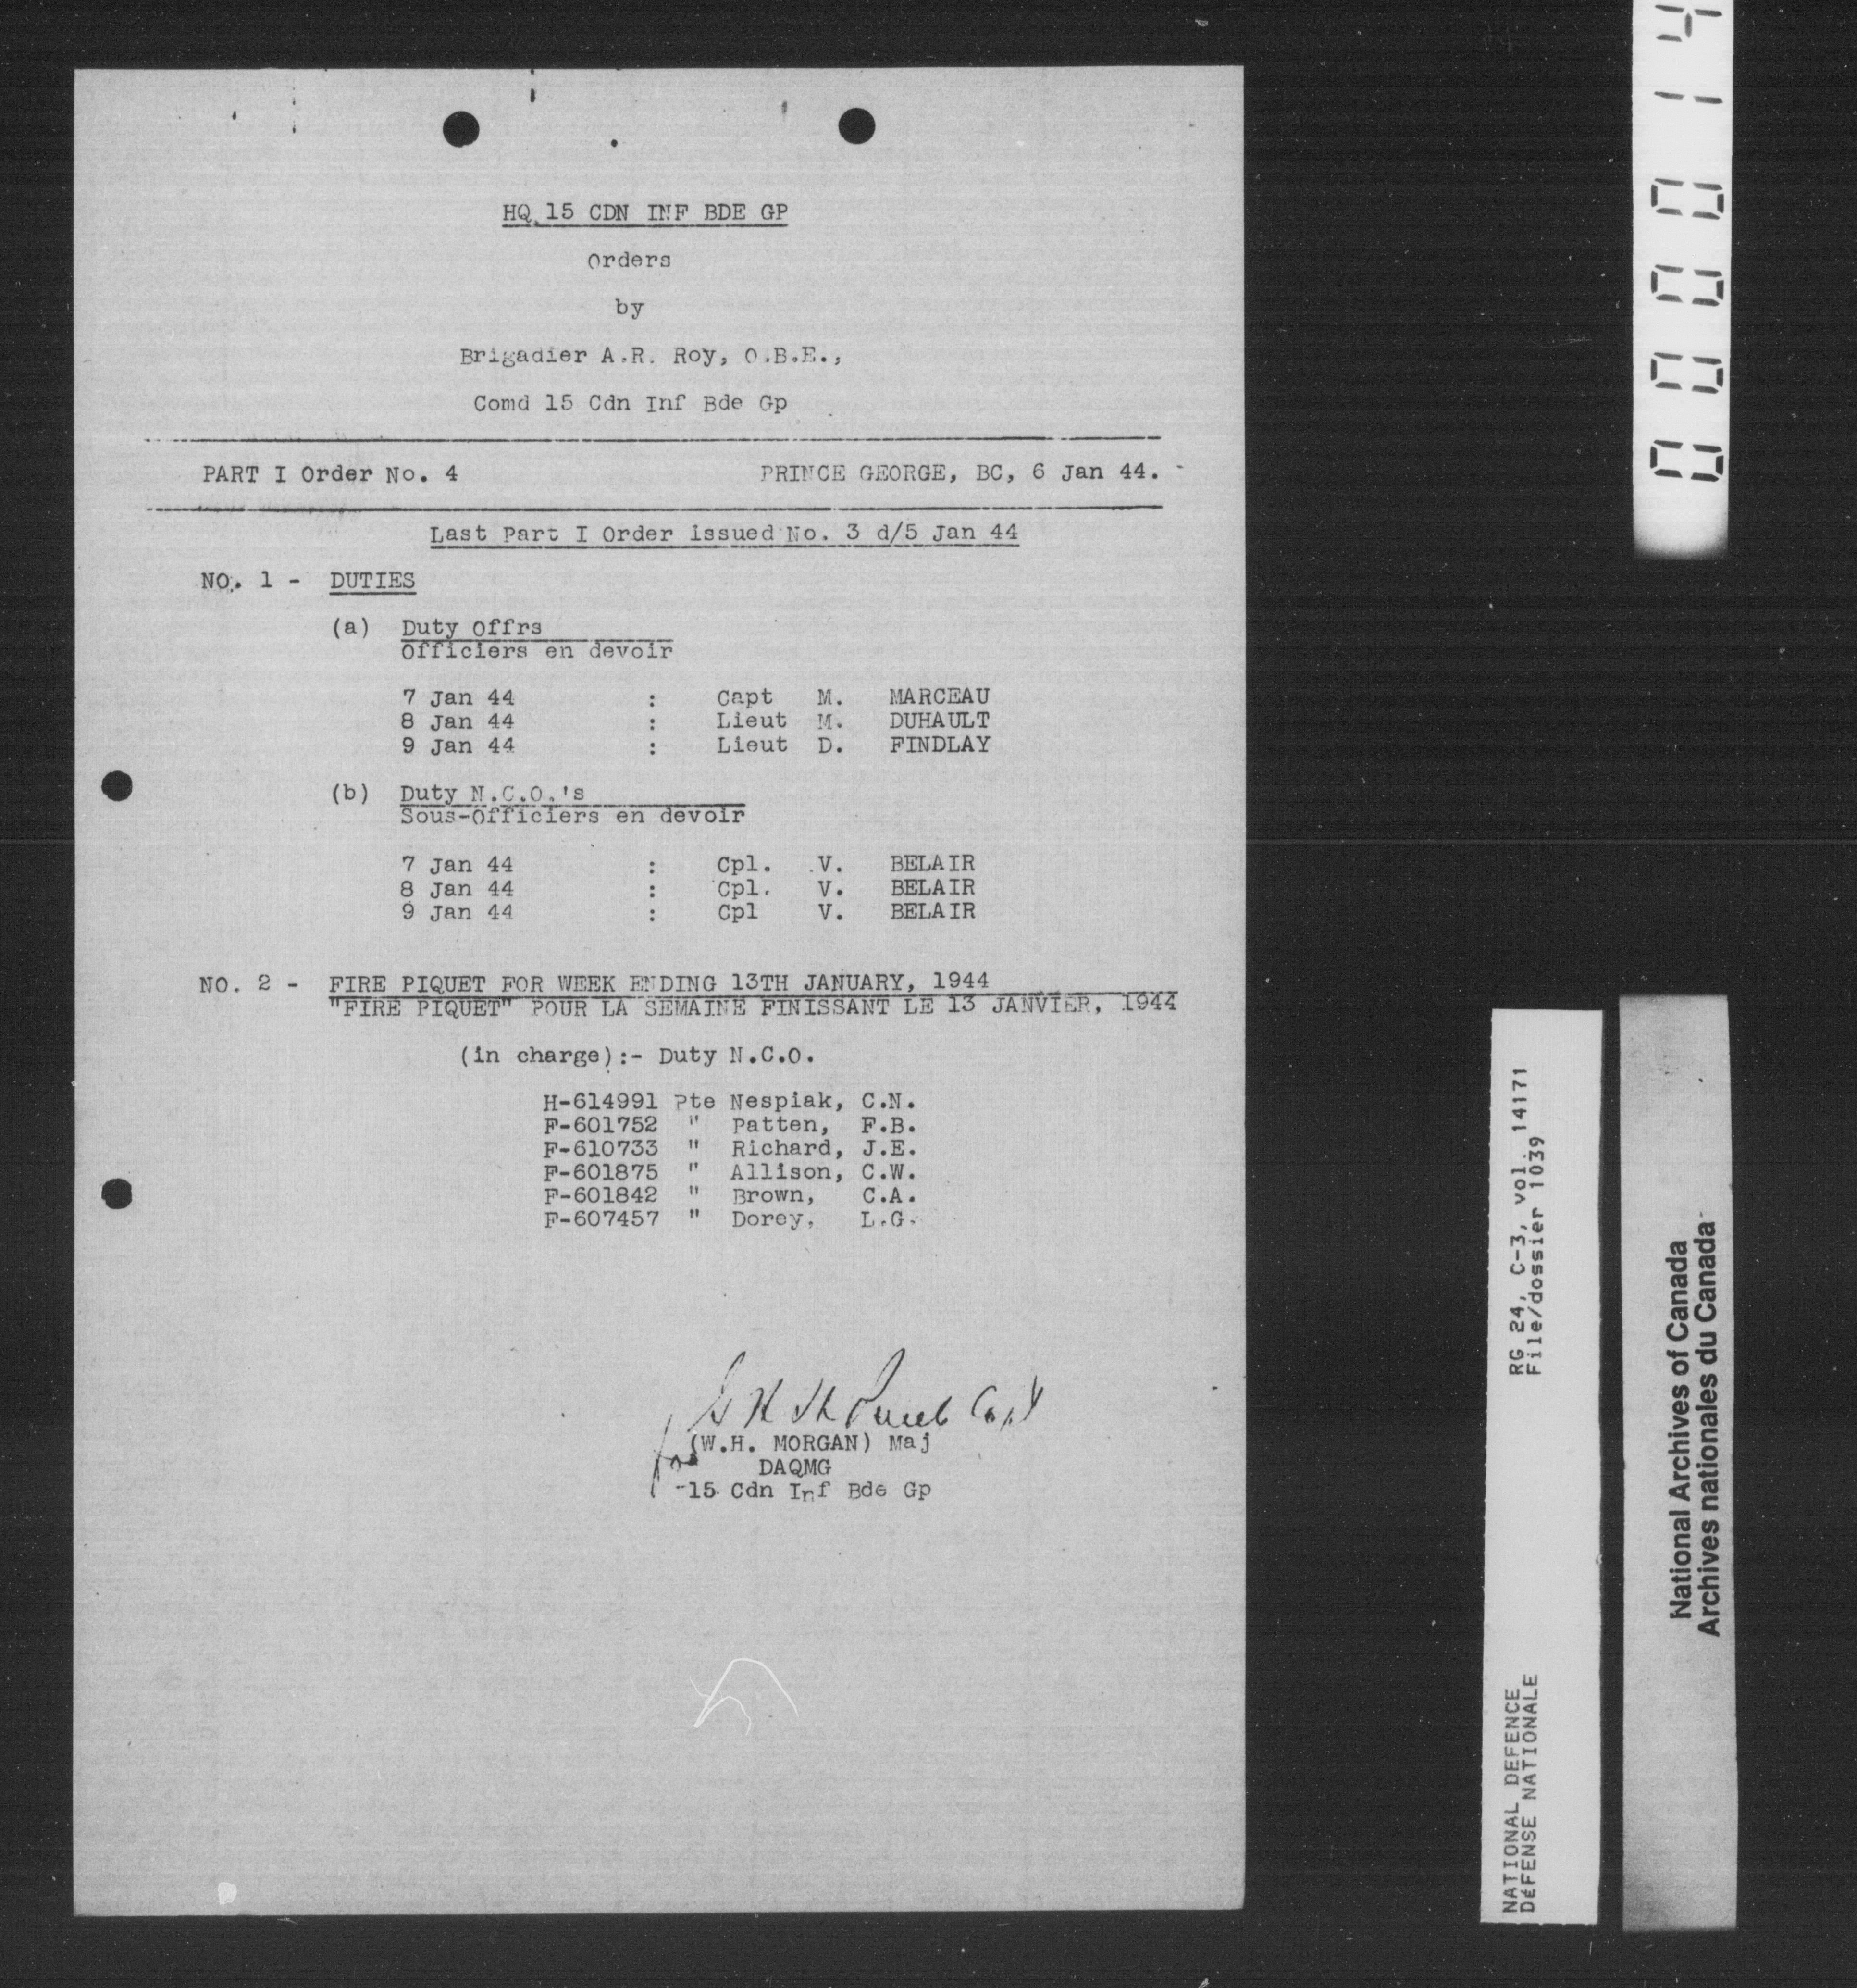 HQ 15 CDN INF BDE GP
Orders
by
Brigadier A.R. Roy, O.B.E.,
Comd 15 Cdn Inf Bde Gp
PART I Order No. 4 PRINCE GEORGE, BC, 6 Jan 44.
Last Part I Order issued No. 3 d/5 Jan 44
NO. 1 - DUTIES
(a) Duty Offrs
Officiers en devoir
7 Jan 44 : Capt M. MARCEAU
8 Jan 44 : Lieut M. DUHAULT
9 Jan 44 : Lieut D. FINDLAY
(b) Duty N.C.O.'s
Sous-Officiers en devoir
7 Jan 44 : Cpl. V. BELAIR
8 Jan 44 : Cpl. V. BELAIR
9 Jan 44 : Cpl V. BELAIR
NO. 2 - FIRE PIQUET FOR WEEK ENDING 13TH JANUARY, 1944
"FIRE PIQUET" POUR LA SEMAINE FINISSANT LE 13 JANVIER, 1944
(in charge):- Duty N.C.O.
H-614991 Pte Nespiak, C.N.
F-601752 " Patten, F.B.
F-610733 " Richard, J.E.
F-601875 " Allison, C.W.
F-601842 " Brown, C.A.
F-607457 " Dorey, L.G.
Capt
for (W.H. MORGAN) Maj
DAQMG
15 Cdn Inf Bde Gp
000014
RG 24, C-3, vol. 14171
File/dossier 1039
NATIONAL DEFENCE
DéFENSE NATIONALE
National Archives of Canada
Archives nationales du Canada